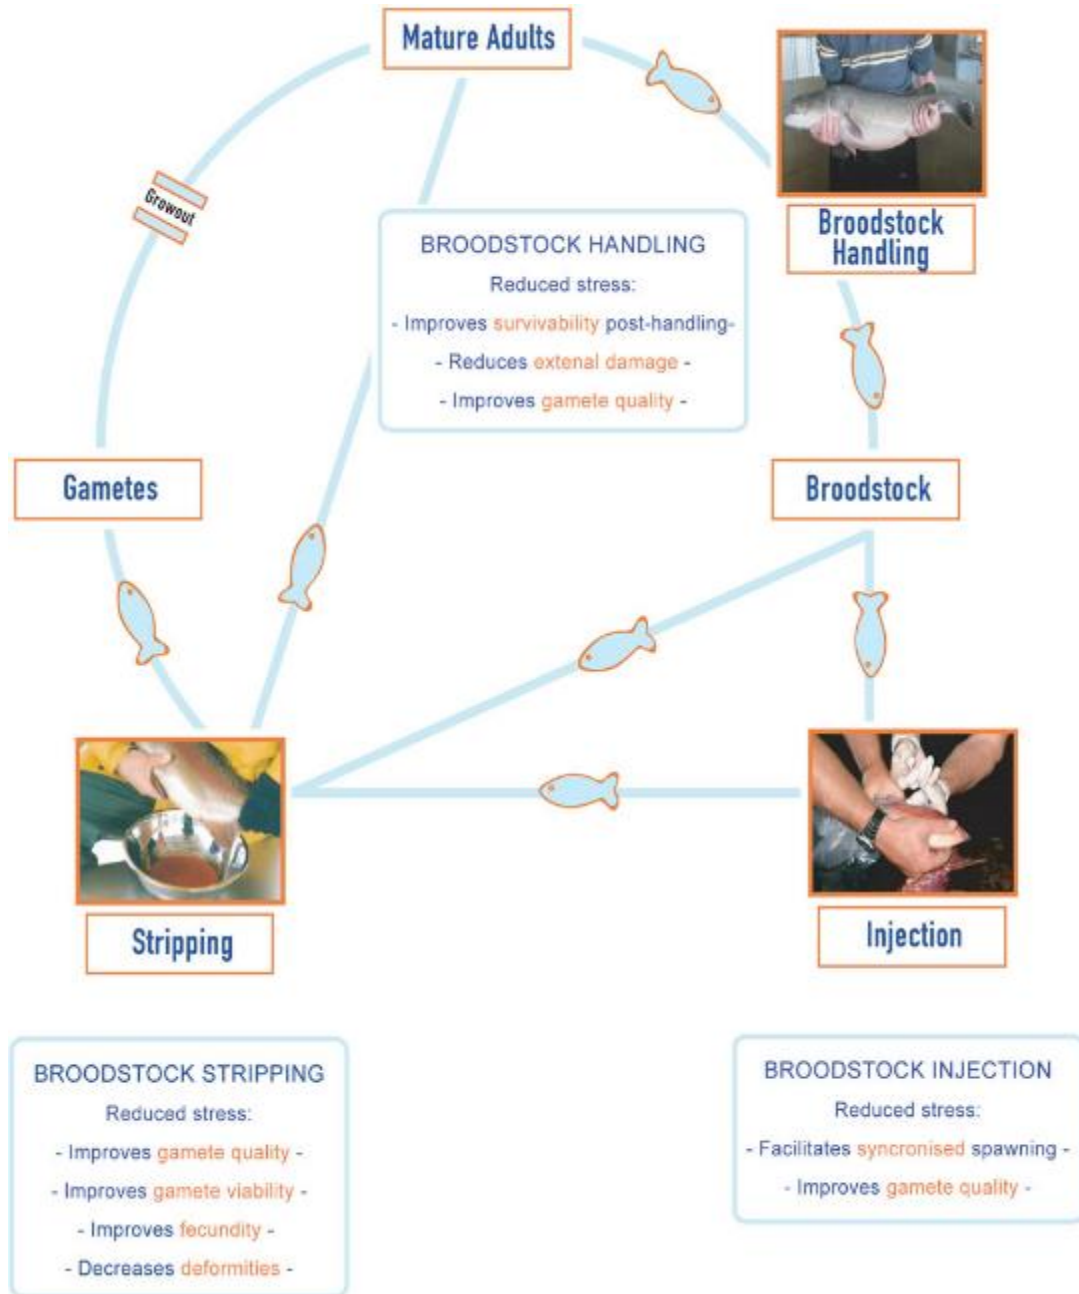 Mature Adults
Growout
Broodstock
Handling
BROODSTOCK HANDLING
Reduced stress:
- Improves survivability post-handling-
- Reduces extenal damage -
- Improves gamete quality -
Gametes
Broodstock
Stripping
Injection
BROODSTOCK STRIPPING
Reduced stress:
- Improves gamete quality -
- Improves gamete viability -
- Improves fecundity -
- Decreases deformities -
BROODSTOCK INJECTION
Reduced stress:
- Facilitates syncronised spawning -
- Improves gamete quality -